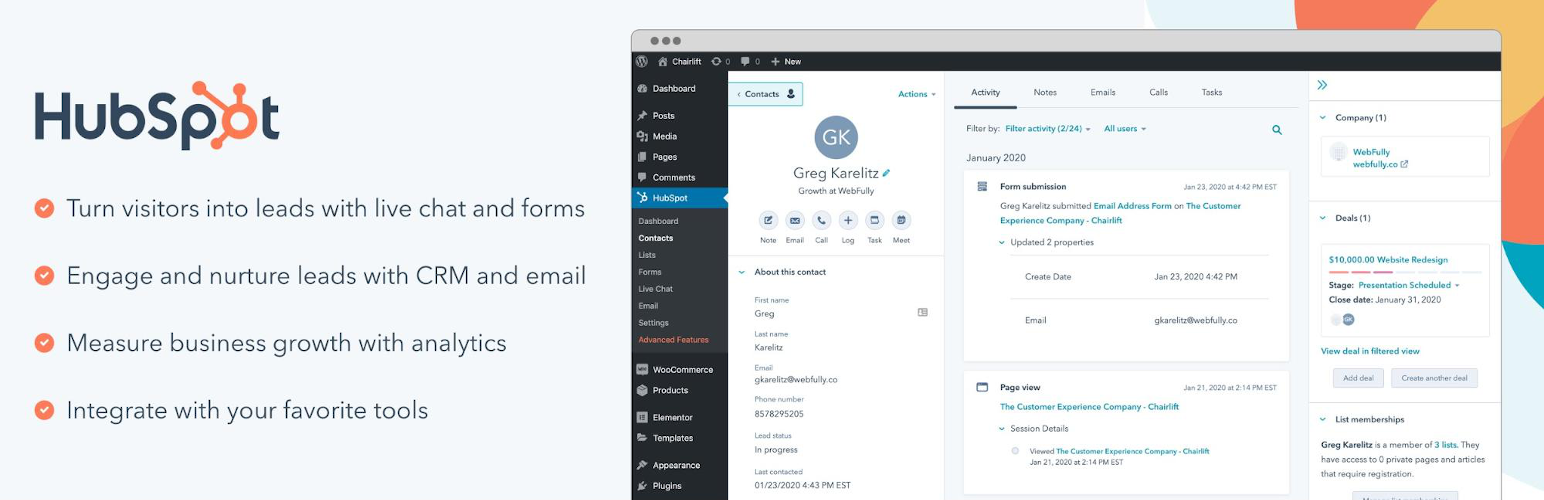 HubSpot
Turn visitors into leads with live chat and forms
Engage and nurture leads with CRM and email
Measure business growth with analytics
Integrate with your favorite tools
Chairlift 0 0 New
Dashboard
Posts
Media
Pages
Comments
HubSpot
Dashboard
Contacts
Lists
Forms
Live Chat
Email
Settings
Advanced Features
WooCommerce
Products
Elementor
Templates
Appearance
Plugins
Contacts
Actions
GK
Greg Karelitz
Growth at WebFully
Note Email Call Log Task Meet
About this contact
First name
Greg
Last name
Karelitz
Email
gkarelitz@webfully.co
Phone number
8578295205
Lead status
In progress
Last contacted
01/23/2020 4:43 PM EST
Activity Notes Emails Calls Tasks
Filter by: Filter activity (2/24) All users
January 2020
Form submission Jan 23, 2020 at 4:42 PM EST
Greg Karelitz submitted Email Address Form on The Customer
Experience Company - Chairlift
Updated 2 properties
Create Date Jan 23, 2020 4:42 PM
Email gkarelitz@webfully.co
Page view Jan 21, 2020 at 2:14 PM EST
The Customer Experience Company - Chairlift
Session Details
Viewed The Customer Experience Company - Chairlift
Jan 21, 2020 at 2:14 PM EST
Company (1)
WebFully
webfully.co
Deals (1)
$10,000.00 Website Redesign
Stage: Presentation Scheduled
Close date: January 31, 2020
GK
View deal in filtered view
Add deal Create another deal
List memberships
Greg Karelitz is a member of 3 lists. They
have access to 0 private pages and articles
that require registration.